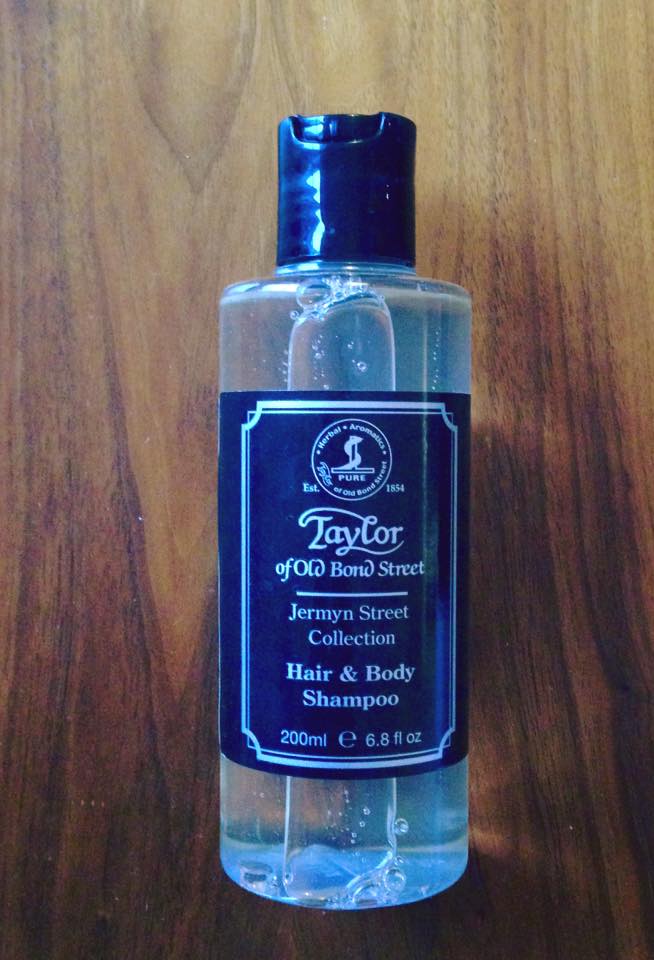 Herbal • Aromatics
PURE
Taylor of Old Bond Street
Est. 1854
Taylor
of Old Bond Street
Jermyn Street
Collection
Hair & Body
Shampoo
200ml ℮ 6.8 fl oz